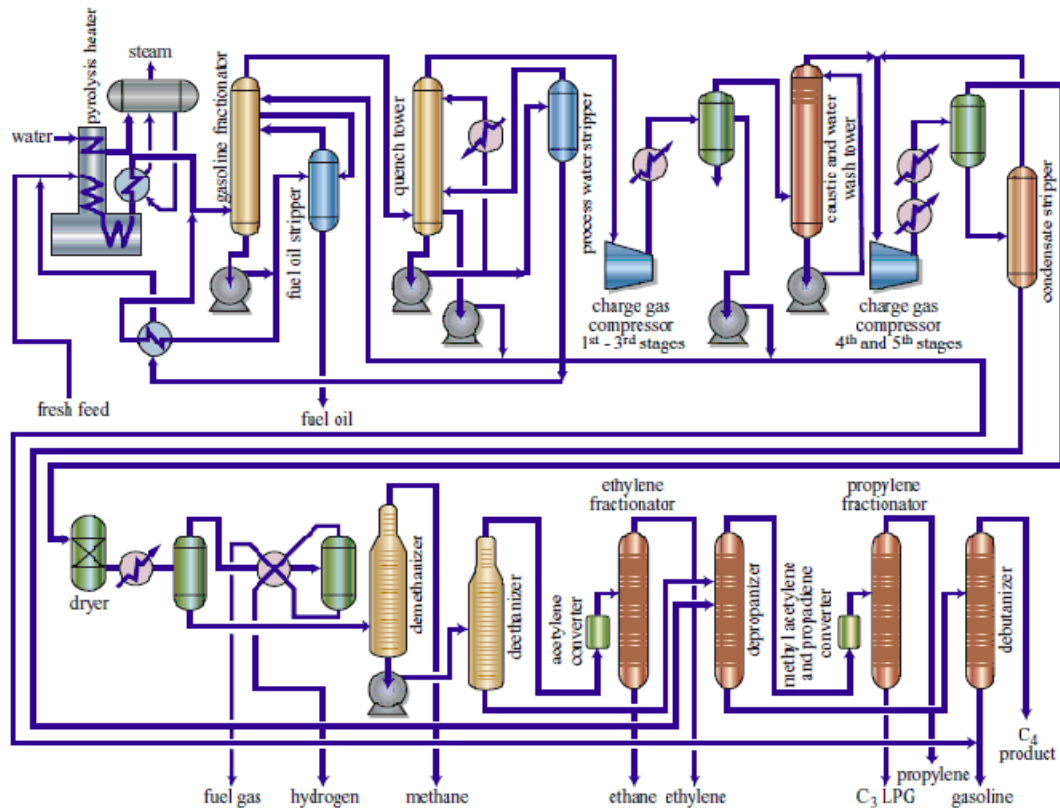 steam
pyrolysis heater
water
gasoline fractionator
fuel oil stripper
quench tower
process water stripper
caustic and water
wash tower
condensate stripper
charge gas
compressor
1st - 3rd stages
charge gas
compressor
4th and 5th stages
fresh feed
fuel oil
ethylene
fractionator
propylene
fractionator
dryer
demethanizer
deethanizer
acetylene
converter
depropanizer
methyl acetylene
and propadiene
converter
debutanizer
C4
product
fuel gas
hydrogen
methane
ethane
ethylene
C3 LPG
propylene
gasoline